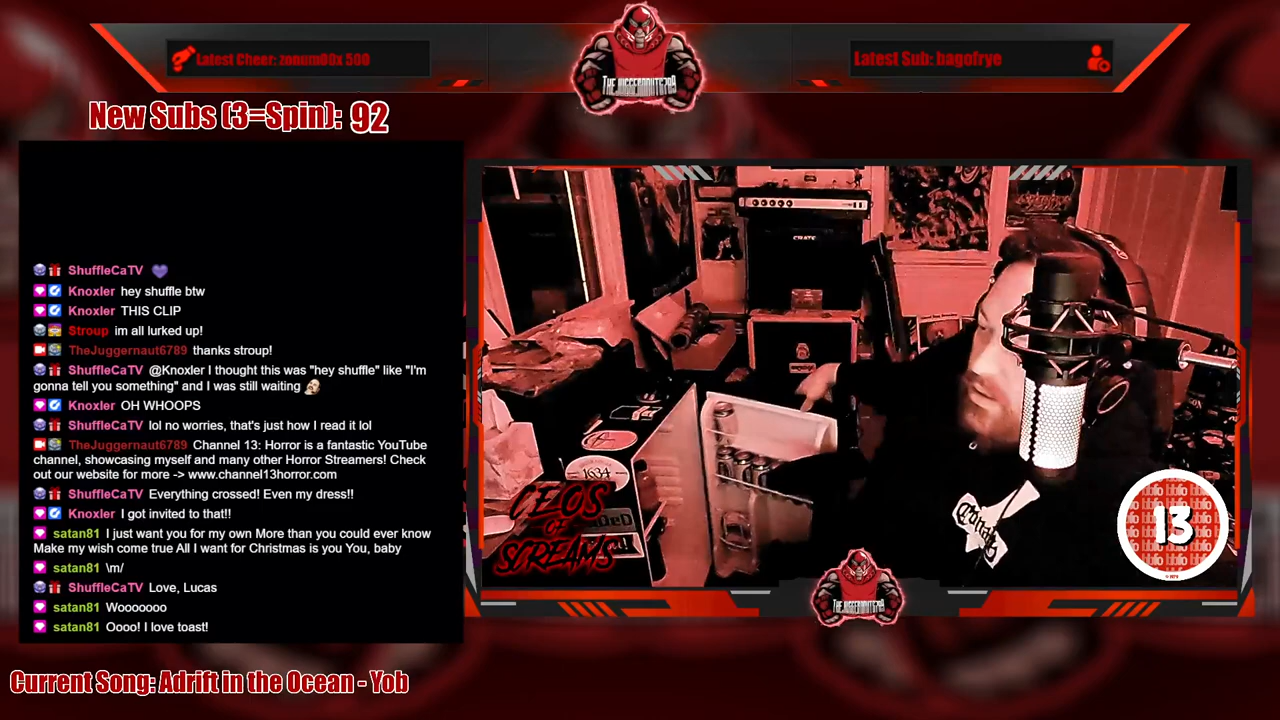 Latest Cheer: zonum00x 500
THEJUGGERNAUT6789
Latest Sub: bagofrye
New Subs (3=Spin): 92
ShuffleCaTV
Knoxler hey shuffle btw
Knoxler THIS CLIP
Stroup im all lurked up!
TheJuggernaut6789 thanks stroup!
ShuffleCaTV @Knoxler I thought this was "hey shuffle" like "I'm
gonna tell you something" and I was still waiting
Knoxler OH WHOOPS
ShuffleCaTV lol no worries, that's just how I read it lol
TheJuggernaut6789 Channel 13: Horror is a fantastic YouTube
channel, showcasing myself and many other Horror Streamers! Check
out our website for more -> www.channel13horror.com
ShuffleCaTV Everything crossed! Even my dress!!
Knoxler I got invited to that!!
satan81 I just want you for my own More than you could ever know
Make my wish come true All I want for Christmas is you You, baby
satan81 \m/
ShuffleCaTV Love, Lucas
satan81 Wooooooo
satan81 Oooo! I love toast!
CRATE
1634
CEOS
OF
SCREAMS
13
THEJUGGERNAUT6789
Current Song: Adrift in the Ocean - Yob